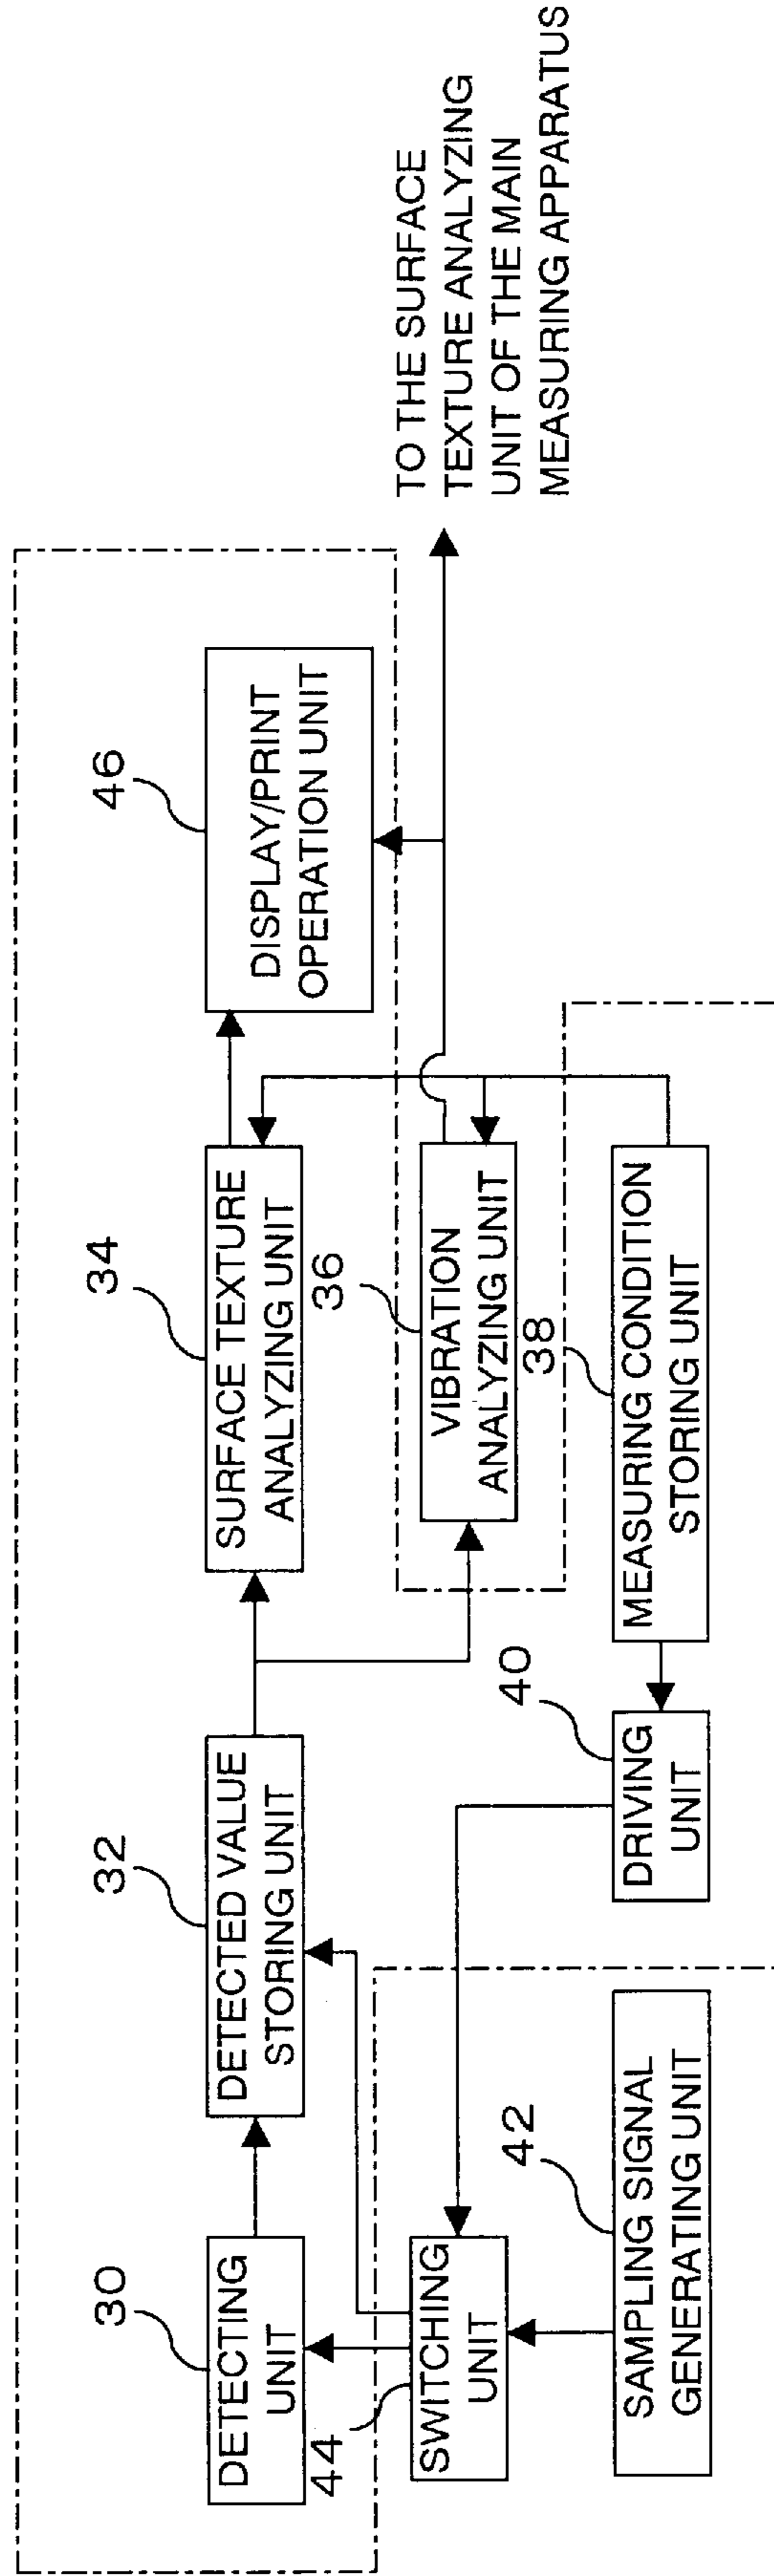 30
DETECTING
UNIT
32
DETECTED VALUE
STORING UNIT
34
SURFACE TEXTURE
ANALYZING UNIT
46
DISPLAY/PRINT
OPERATION UNIT
44
SWITCHING
UNIT
36
VIBRATION
ANALYZING UNIT
TO THE SURFACE
TEXTURE ANALYZING
UNIT OF THE MAIN
MEASURING APPARATUS
42
SAMPLING SIGNAL
GENERATING UNIT
40
DRIVING
UNIT
38
MEASURING CONDITION
STORING UNIT